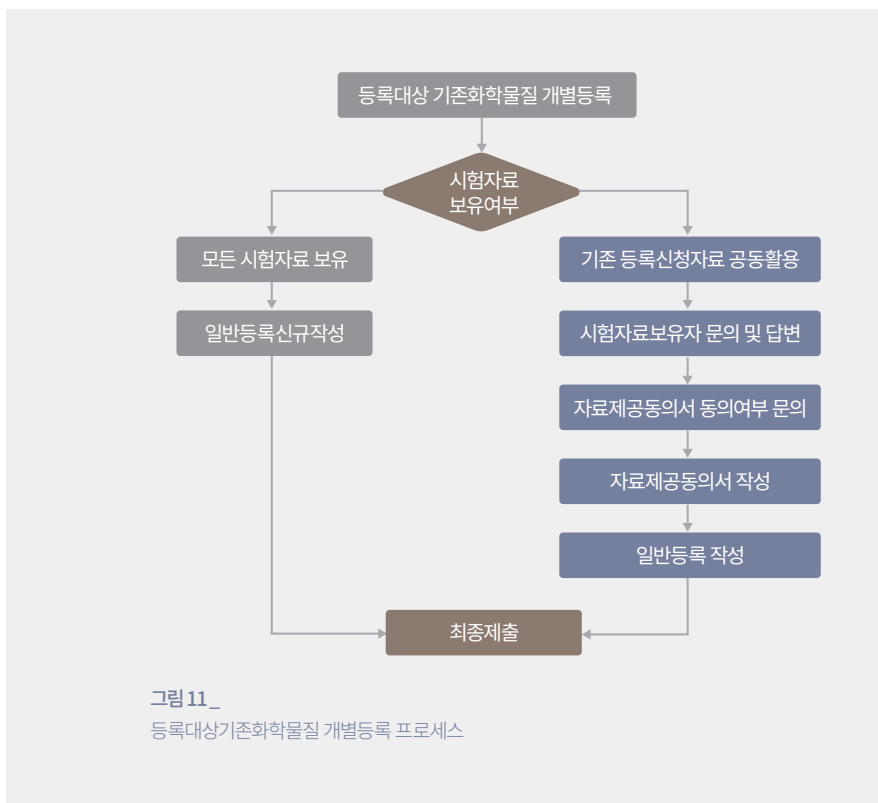 등록대상 기존화학물질 개별등록
시험자료
보유여부
모든 시험자료 보유
일반등록신규작성
기존 등록신청자료 공동활용
시험자료보유자 문의 및 답변
자료제공동의서 동의여부 문의
자료제공동의서 작성
일반등록 작성
최종제출
그림 11_
등록대상기존화학물질 개별등록 프로세스